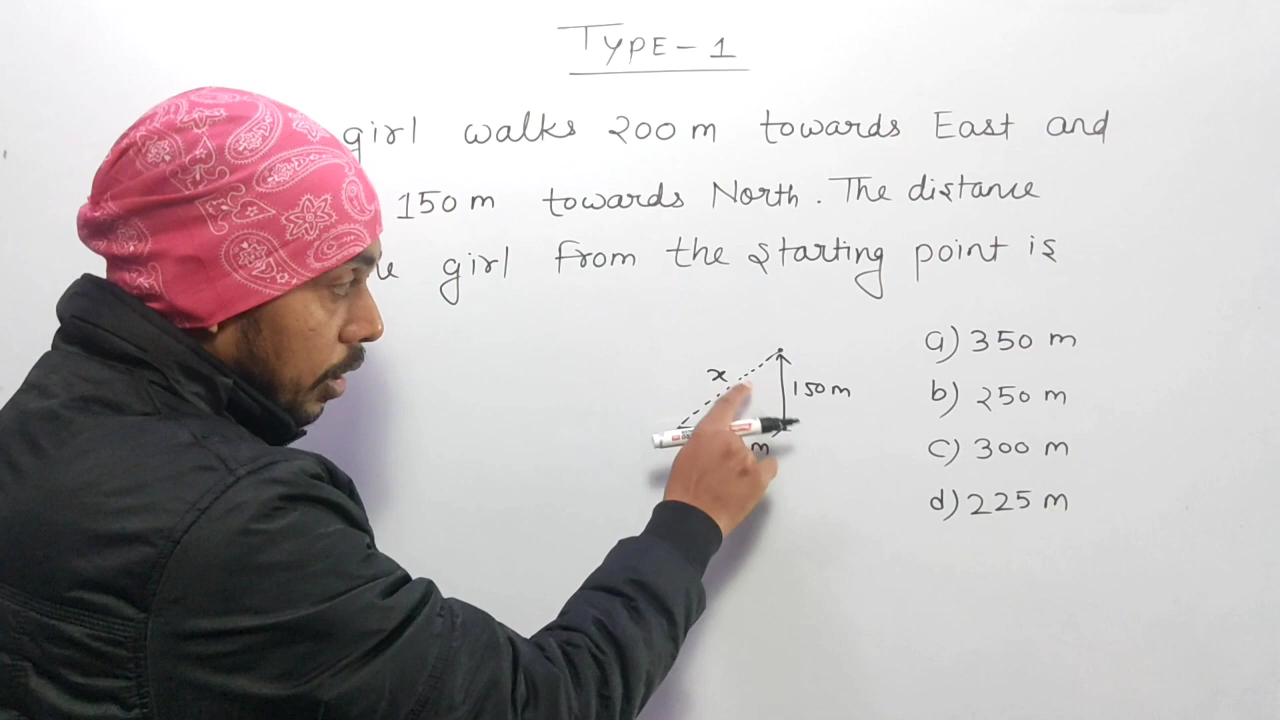 TYPE-1
girl walks 200 m towards East and
150 m towards North. The distance
girl from the starting point is
a) 350 m
x
150 m
b) 250 m
m
c) 300 m
d) 225 m